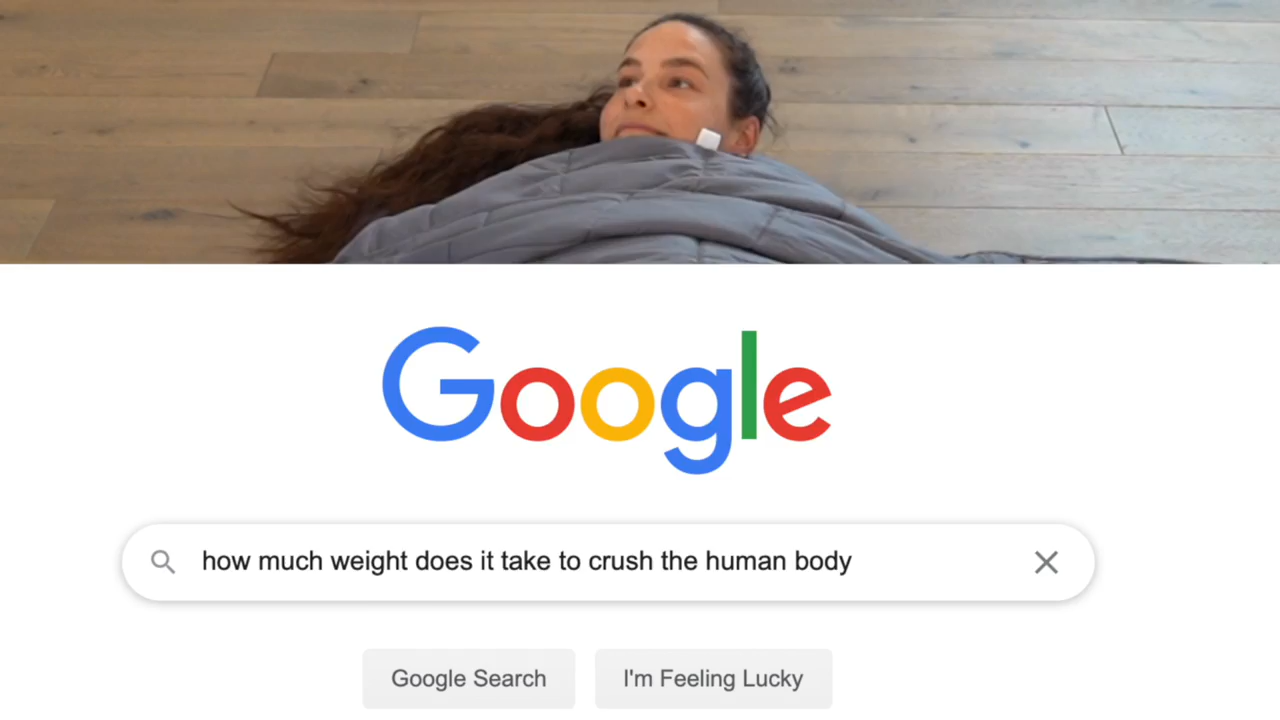 Google
how much weight does it take to crush the human body
Google Search
I'm Feeling Lucky